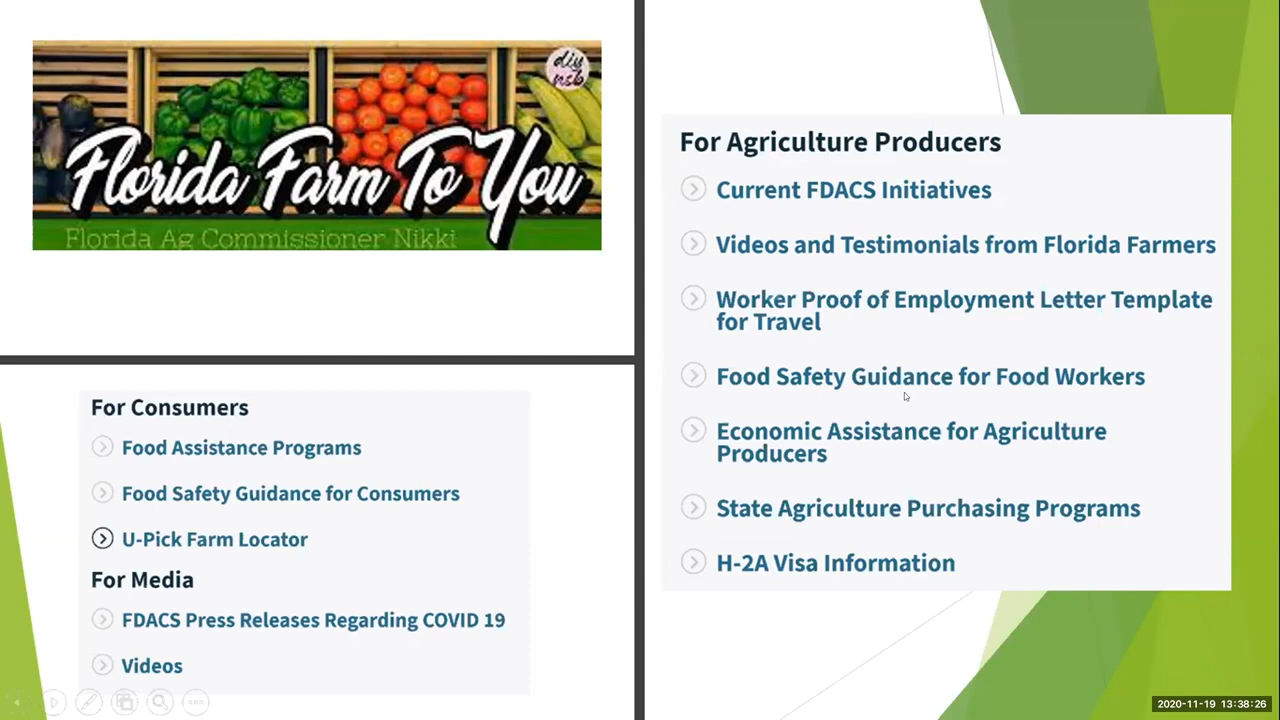 diy
nsb
Florida Farm To You
Florida Ag Commissioner Nikki
For Consumers
Food Assistance Programs
Food Safety Guidance for Consumers
U-Pick Farm Locator
For Media
FDACS Press Releases Regarding COVID 19
Videos
For Agriculture Producers
Current FDACS Initiatives
Videos and Testimonials from Florida Farmers
Worker Proof of Employment Letter Template
for Travel
Food Safety Guidance for Food Workers
Economic Assistance for Agriculture
Producers
State Agriculture Purchasing Programs
H-2A Visa Information
2020-11-19 13:38:26